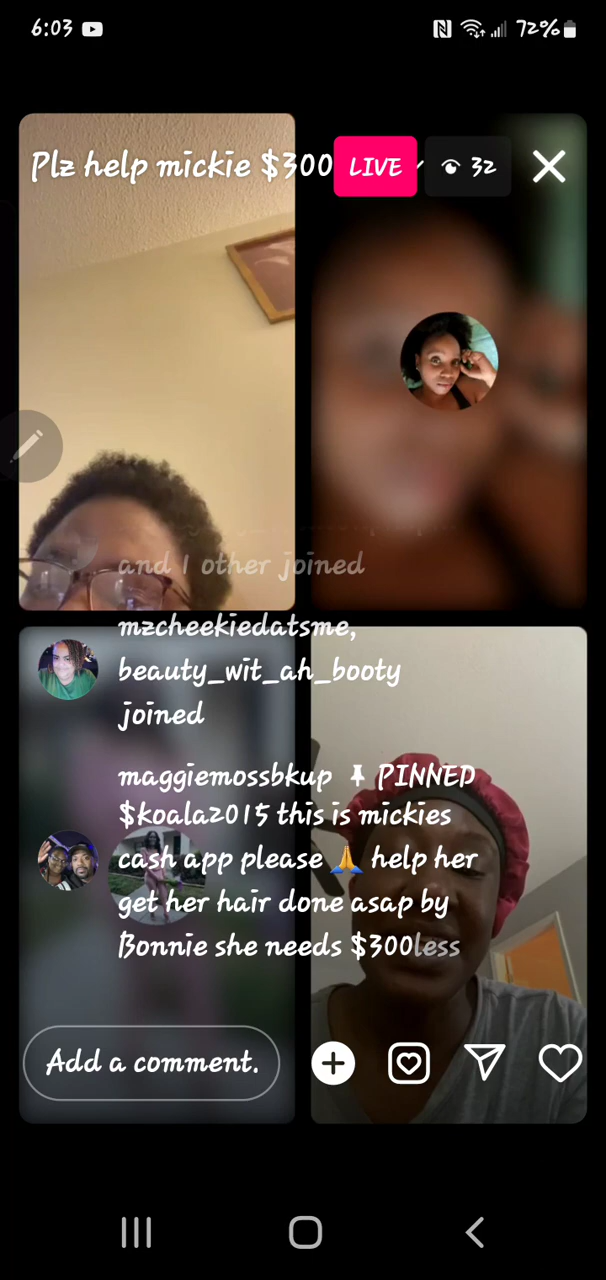 6:03
72%
Plz help mickie $300
LIVE
32
and 1 other joined
mzcheekiedatsme,
beauty_wit_ah_booty
joined
maggiemossbkup PINNED
$koala2015 this is mickies
cash app please 🙏 help her
get her hair done asap by
Bonnie she needs $300less
Add a comment.